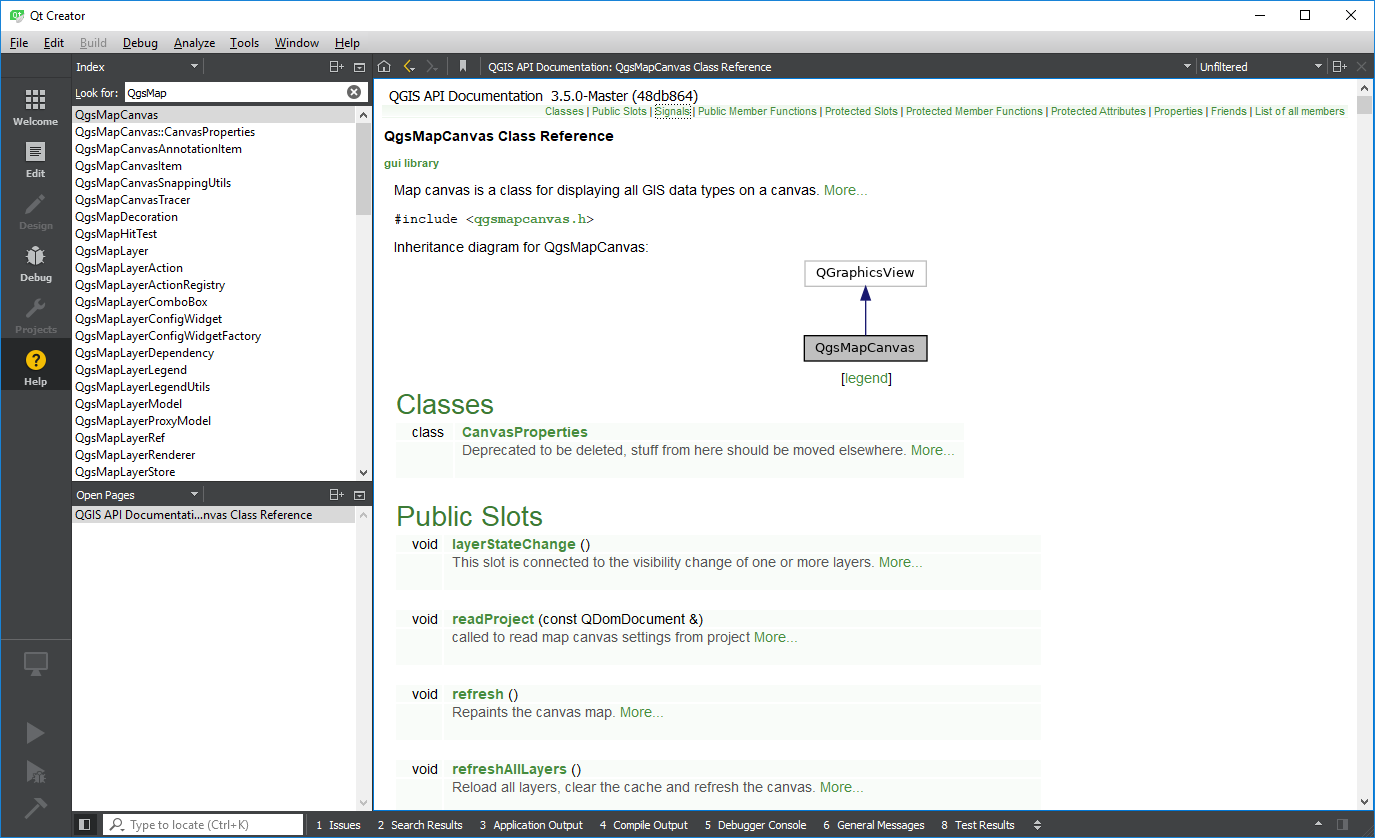 Qt Creator
File Edit Build Debug Analyze Tools Window Help
Index
QGIS API Documentation: QgsMapCanvas Class Reference
Unfiltered
Look for: QgsMap
Welcome
Edit
Design
Debug
Projects
Help
QgsMapCanvas
QgsMapCanvas::CanvasProperties
QgsMapCanvasAnnotationItem
QgsMapCanvasItem
QgsMapCanvasSnappingUtils
QgsMapCanvasTracer
QgsMapDecoration
QgsMapHitTest
QgsMapLayer
QgsMapLayerAction
QgsMapLayerActionRegistry
QgsMapLayerComboBox
QgsMapLayerConfigWidget
QgsMapLayerConfigWidgetFactory
QgsMapLayerDependency
QgsMapLayerLegend
QgsMapLayerLegendUtils
QgsMapLayerModel
QgsMapLayerProxyModel
QgsMapLayerRef
QgsMapLayerRenderer
QgsMapLayerStore
Open Pages
QGIS API Documentati...nvas Class Reference
QGIS API Documentation 3.5.0-Master (48db864)
Classes | Public Slots | Signals | Public Member Functions | Protected Slots | Protected Member Functions | Protected Attributes | Properties | Friends | List of all members
QgsMapCanvas Class Reference
gui library
Map canvas is a class for displaying all GIS data types on a canvas. More...
#include <qgsmapcanvas.h>
Inheritance diagram for QgsMapCanvas:
QGraphicsView
QgsMapCanvas
[legend]
Classes
class CanvasProperties
Deprecated to be deleted, stuff from here should be moved elsewhere. More...
Public Slots
void layerStateChange ()
This slot is connected to the visibility change of one or more layers. More...
void readProject (const QDomDocument &)
called to read map canvas settings from project More...
void refresh ()
Repaints the canvas map. More...
void refreshAllLayers ()
Reload all layers, clear the cache and refresh the canvas. More...
Type to locate (Ctrl+K)
1 Issues 2 Search Results 3 Application Output 4 Compile Output 5 Debugger Console 6 General Messages 8 Test Results